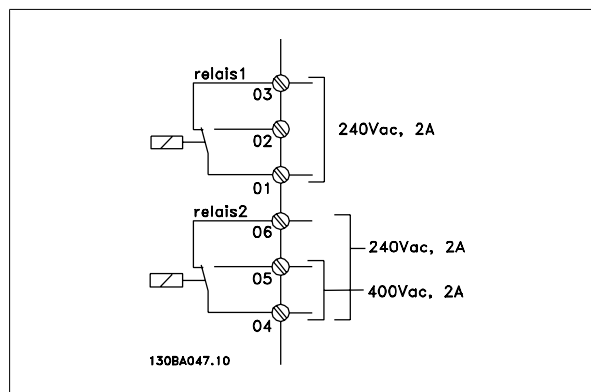 relais1
03
02
240Vac, 2A
01
relais2
06
240Vac, 2A
05
400Vac, 2A
04
130BA047.10